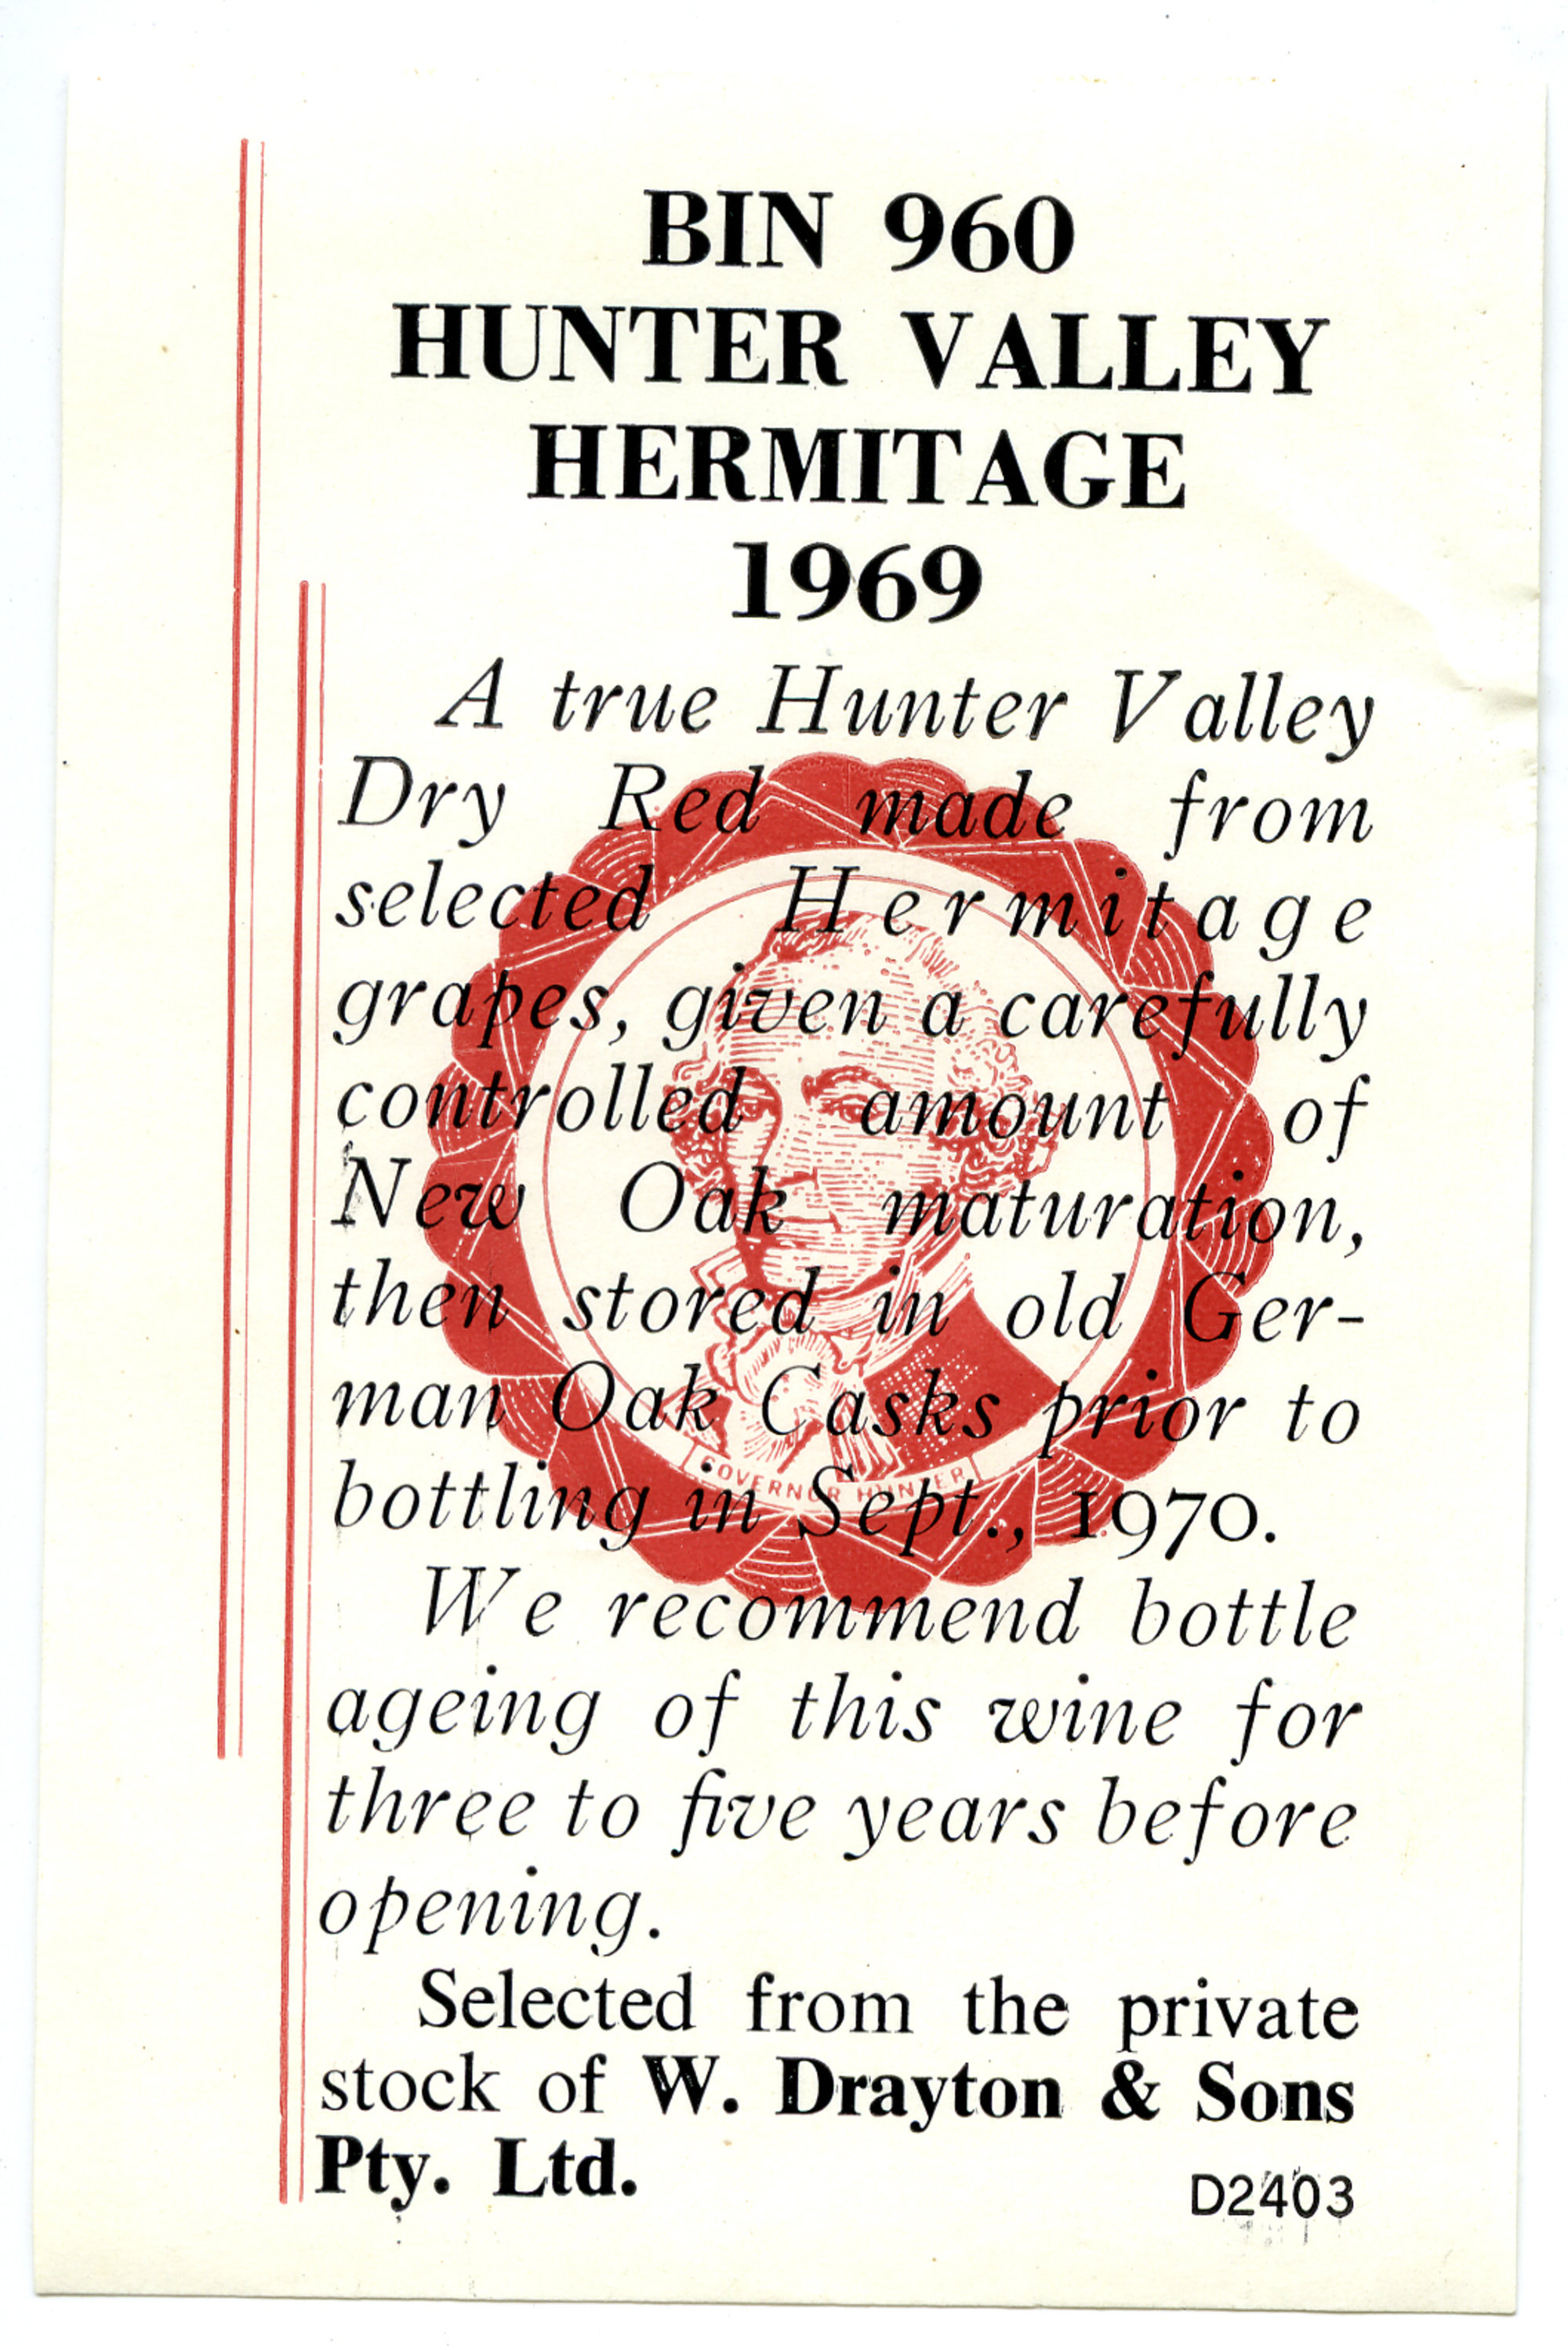 BIN 960
HUNTER VALLEY
HERMITAGE
1969
A true Hunter Valley
Dry Red made from
selected Hermitage
grapes, given a carefully
controlled amount of
New Oak maturation,
then stored in old Ger-
man Oak Casks prior to
GOVERNOR HUNTER
bottling in Sept., 1970.
We recommend bottle
ageing of this wine for
three to five years before
opening.
Selected from the private
stock of W. Drayton & Sons
Pty. Ltd.
D2403